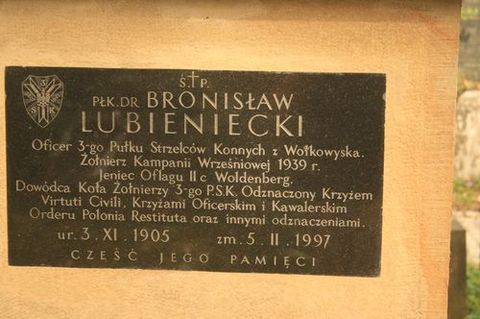 Ś†P.
PŁK. DR BRONISŁAW
LUBIENIECKI
Oficer 3-go Pułku Strzelców Konnych z Wołkowyska.
Żołnierz Kampanii Wrześniowej 1939 r.
Jeniec Oflagu II c Woldenberg.
Dowódca Koła Żołnierzy 3-go P.S.K. Odznaczony Krzyżem
Virtuti Civili, Krzyżami Oficerskim i Kawalerskim
Orderu Polonia Restituta oraz innymi odznaczeniami.
ur. 3. XI. 1905 zm. 5. II. 1997
CZEŚĆ JEGO PAMIĘCI